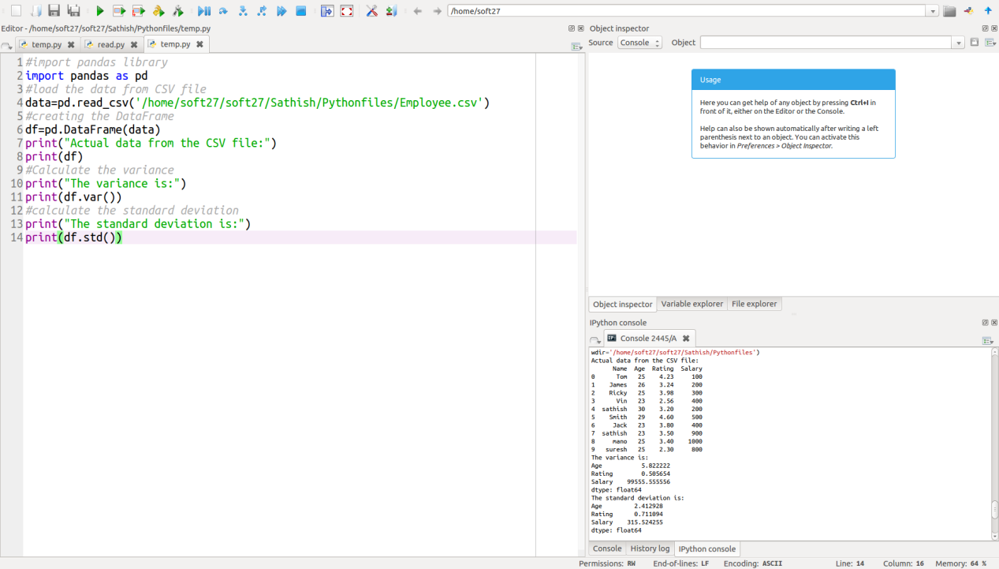 /home/soft27
Editor - /home/soft27/soft27/Sathish/Pythonfiles/temp.py
temp.py
read.py
temp.py
1 #import pandas library
2 import pandas as pd
3 #load the data from CSV file
4 data=pd.read_csv('/home/soft27/soft27/Sathish/Pythonfiles/Employee.csv')
5 #creating the DataFrame
6 df=pd.DataFrame(data)
7 print("Actual data from the CSV file:")
8 print(df)
9 #Calculate the variance
10 print("The variance is:")
11 print(df.var())
12 #calculate the standard deviation
13 print("The standard deviation is:")
14 print(df.std())
Object inspector
Source Console Object
Usage
Here you can get help of any object by pressing Ctrl+I in
front of it, either on the Editor or the Console.
Help can also be shown automatically after writing a left
parenthesis next to an object. You can activate this
behavior in Preferences > Object Inspector.
Object inspector Variable explorer File explorer
IPython console
IP: Console 2445/A
wdir='/home/soft27/soft27/Sathish/Pythonfiles')
Actual data from the CSV file:
Name Age Rating Salary
0 Tom 25 4.23 100
1 James 26 3.24 200
2 Ricky 25 3.98 300
3 Vin 23 2.56 400
4 sathish 30 3.20 200
5 Smith 29 4.60 500
6 Jack 23 3.80 400
7 sathish 23 3.50 900
8 mano 25 3.40 1000
9 suresh 25 2.30 800
The variance is:
Age 5.822222
Rating 0.505654
Salary 99555.555556
dtype: float64
The standard deviation is:
Age 2.412928
Rating 0.711094
Salary 315.524255
dtype: float64
Console History log IPython console
Permissions: RW End-of-lines: LF Encoding: ASCII Line: 14 Column: 16 Memory: 64 %